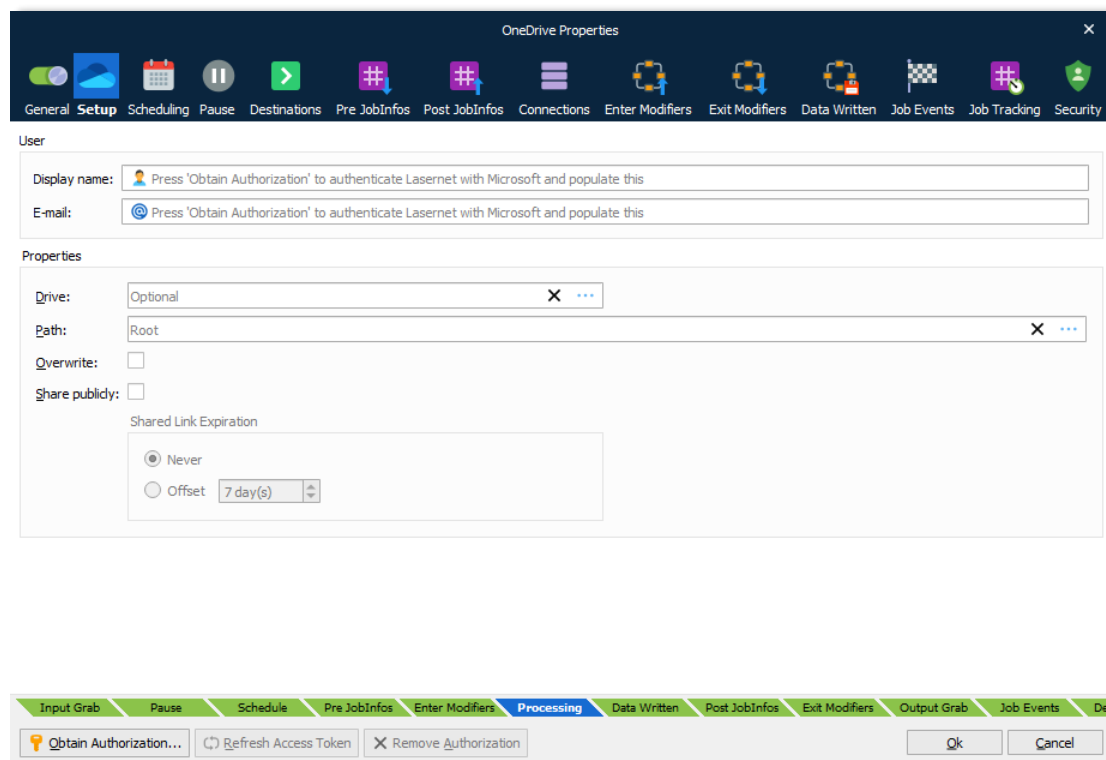 OneDrive Properties
General Setup Scheduling Pause Destinations Pre JobInfos Post JobInfos Connections Enter Modifiers Exit Modifiers Data Written Job Events Job Tracking Security
User
Display name: Press 'Obtain Authorization' to authenticate Lasernet with Microsoft and populate this
E-mail: Press 'Obtain Authorization' to authenticate Lasernet with Microsoft and populate this
Properties
Drive: Optional
Path: Root
Overwrite:
Share publicly:
Shared Link Expiration
Never
Offset 7 day(s)
Input Grab Pause Schedule Pre JobInfos Enter Modifiers Processing Data Written Post JobInfos Exit Modifiers Output Grab Job Events De
Obtain Authorization... Refresh Access Token Remove Authorization Ok Cancel